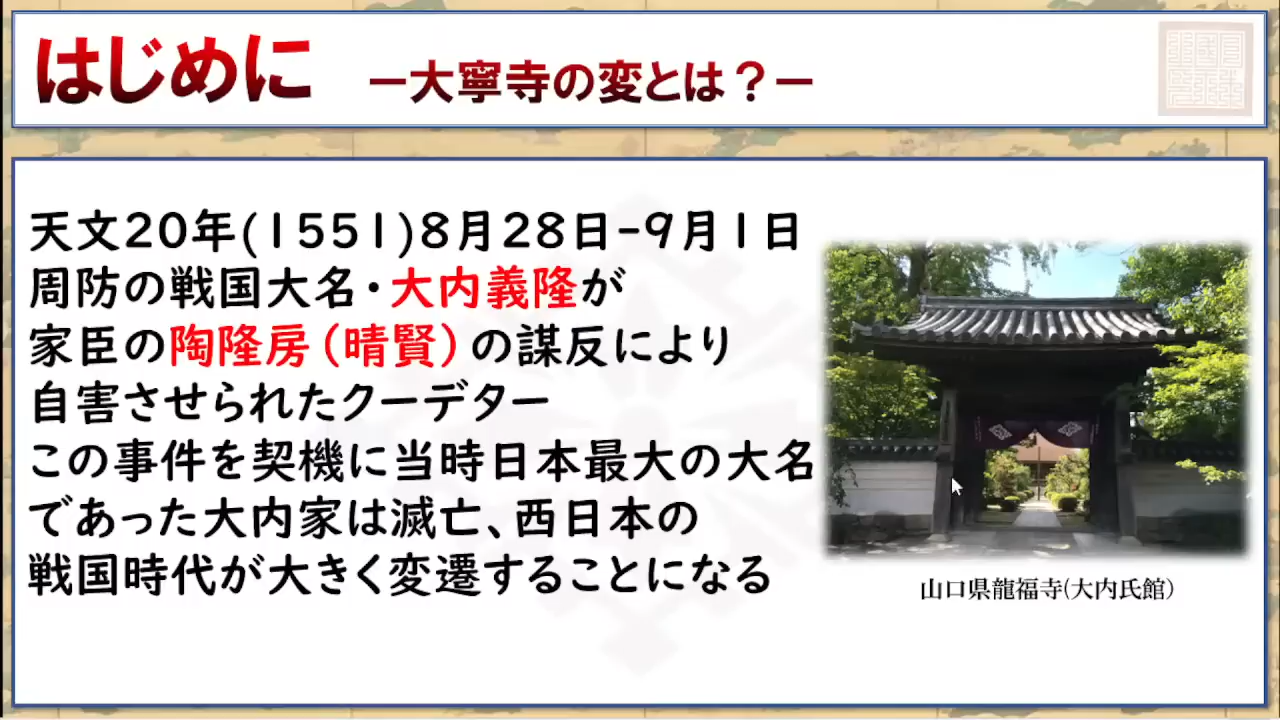 はじめに ー大寧寺の変とは？ー
天文20年(1551)8月28日-9月1日
周防の戦国大名・大内義隆が
家臣の陶隆房（晴賢）の謀反により
自害させられたクーデター
この事件を契機に当時日本最大の大名
であった大内家は滅亡、西日本の
戦国時代が大きく変遷することになる
山口県龍福寺(大内氏館)